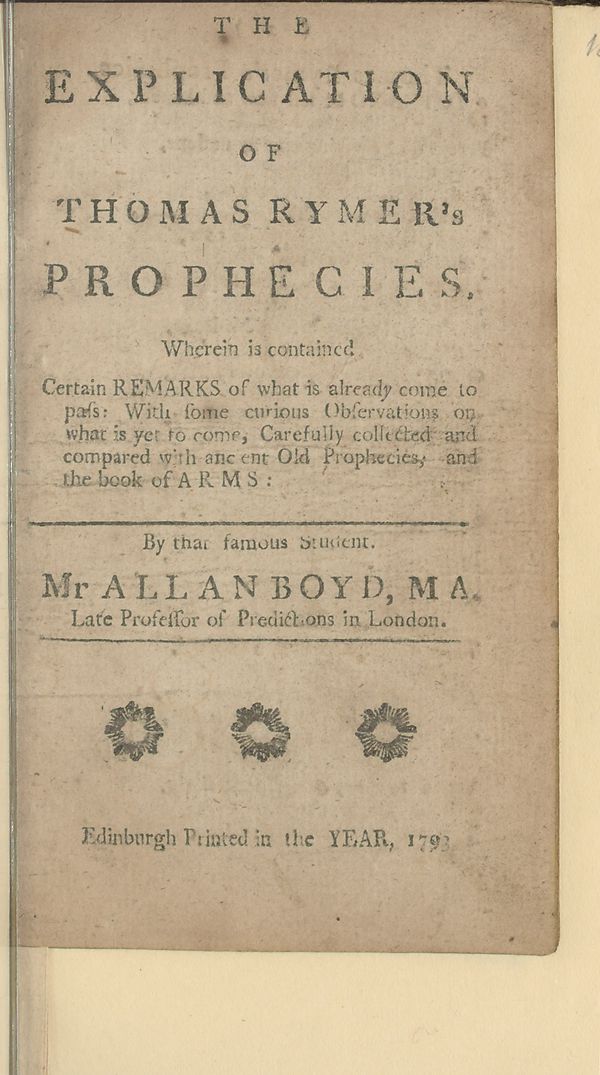 THE
EXPLICATION
OF
THOMAS RYMER's
PROPHECIES.
Wherein is contained
Certain REMARKS of what is already come to
paſs: With ſome curious Obſervations on
what is yet to come, Carefully collected and
compared with ancent Old Prophecies, and
the book of ARMS:
By that famous Student.
Mr ALLAN BOYD, MA.
Late Profeſſor of Predictions in London.
Edinburgh Printed in the YEAR, 1793